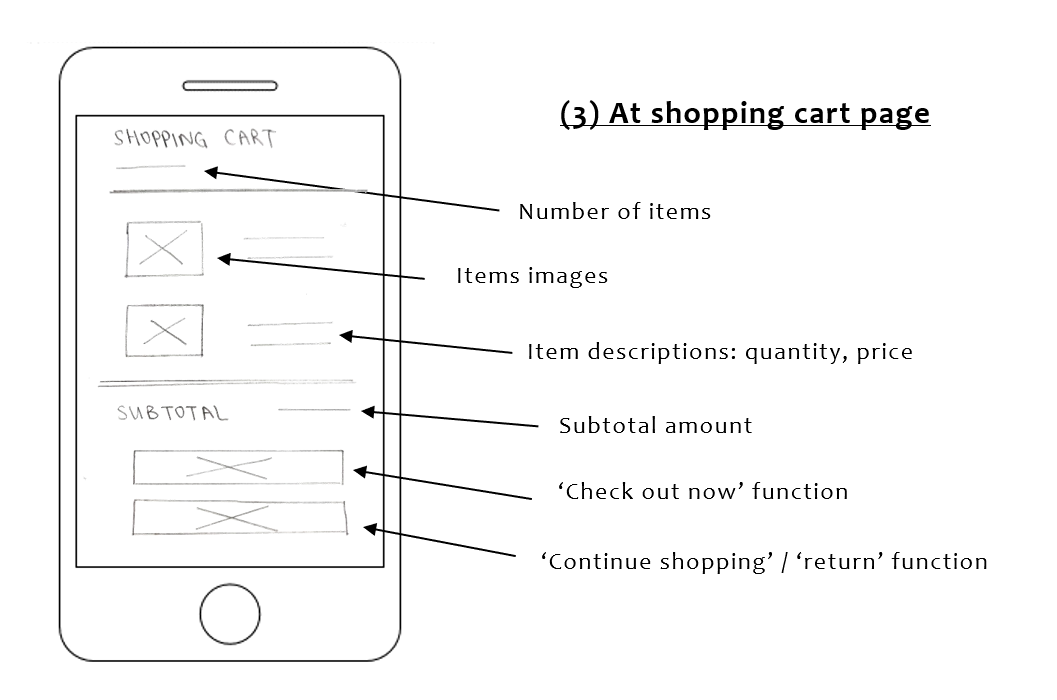 (3) At shopping cart page
SHOPPING CART
Number of items
Items images
Item descriptions: quantity, price
SUBTOTAL
Subtotal amount
‘Check out now’ function
‘Continue shopping’ / ‘return’ function